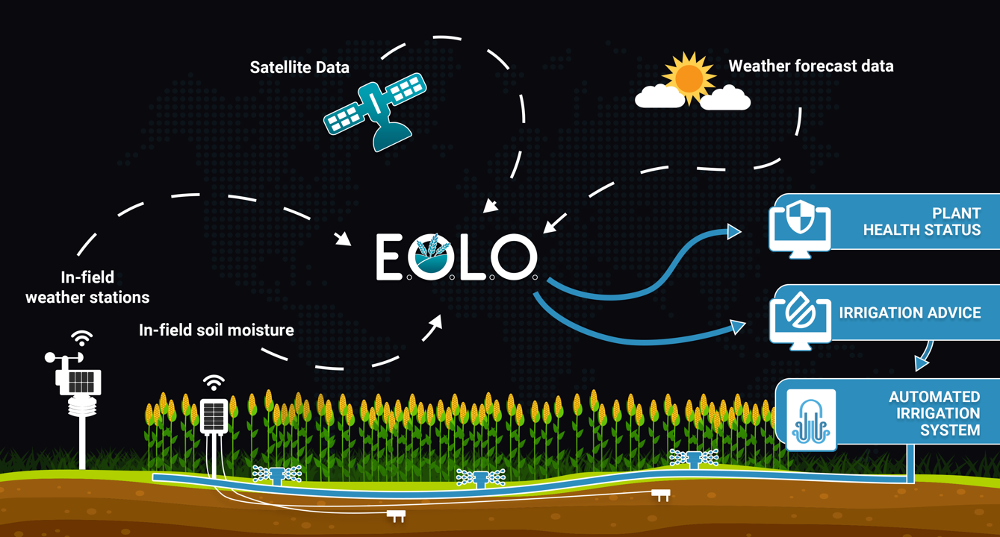 Satellite Data
Weather forecast data
E.O.L.O.
PLANT
HEALTH STATUS
In-field
weather stations
IRRIGATION ADVICE
In-field soil moisture
AUTOMATED
IRRIGATION
SYSTEM